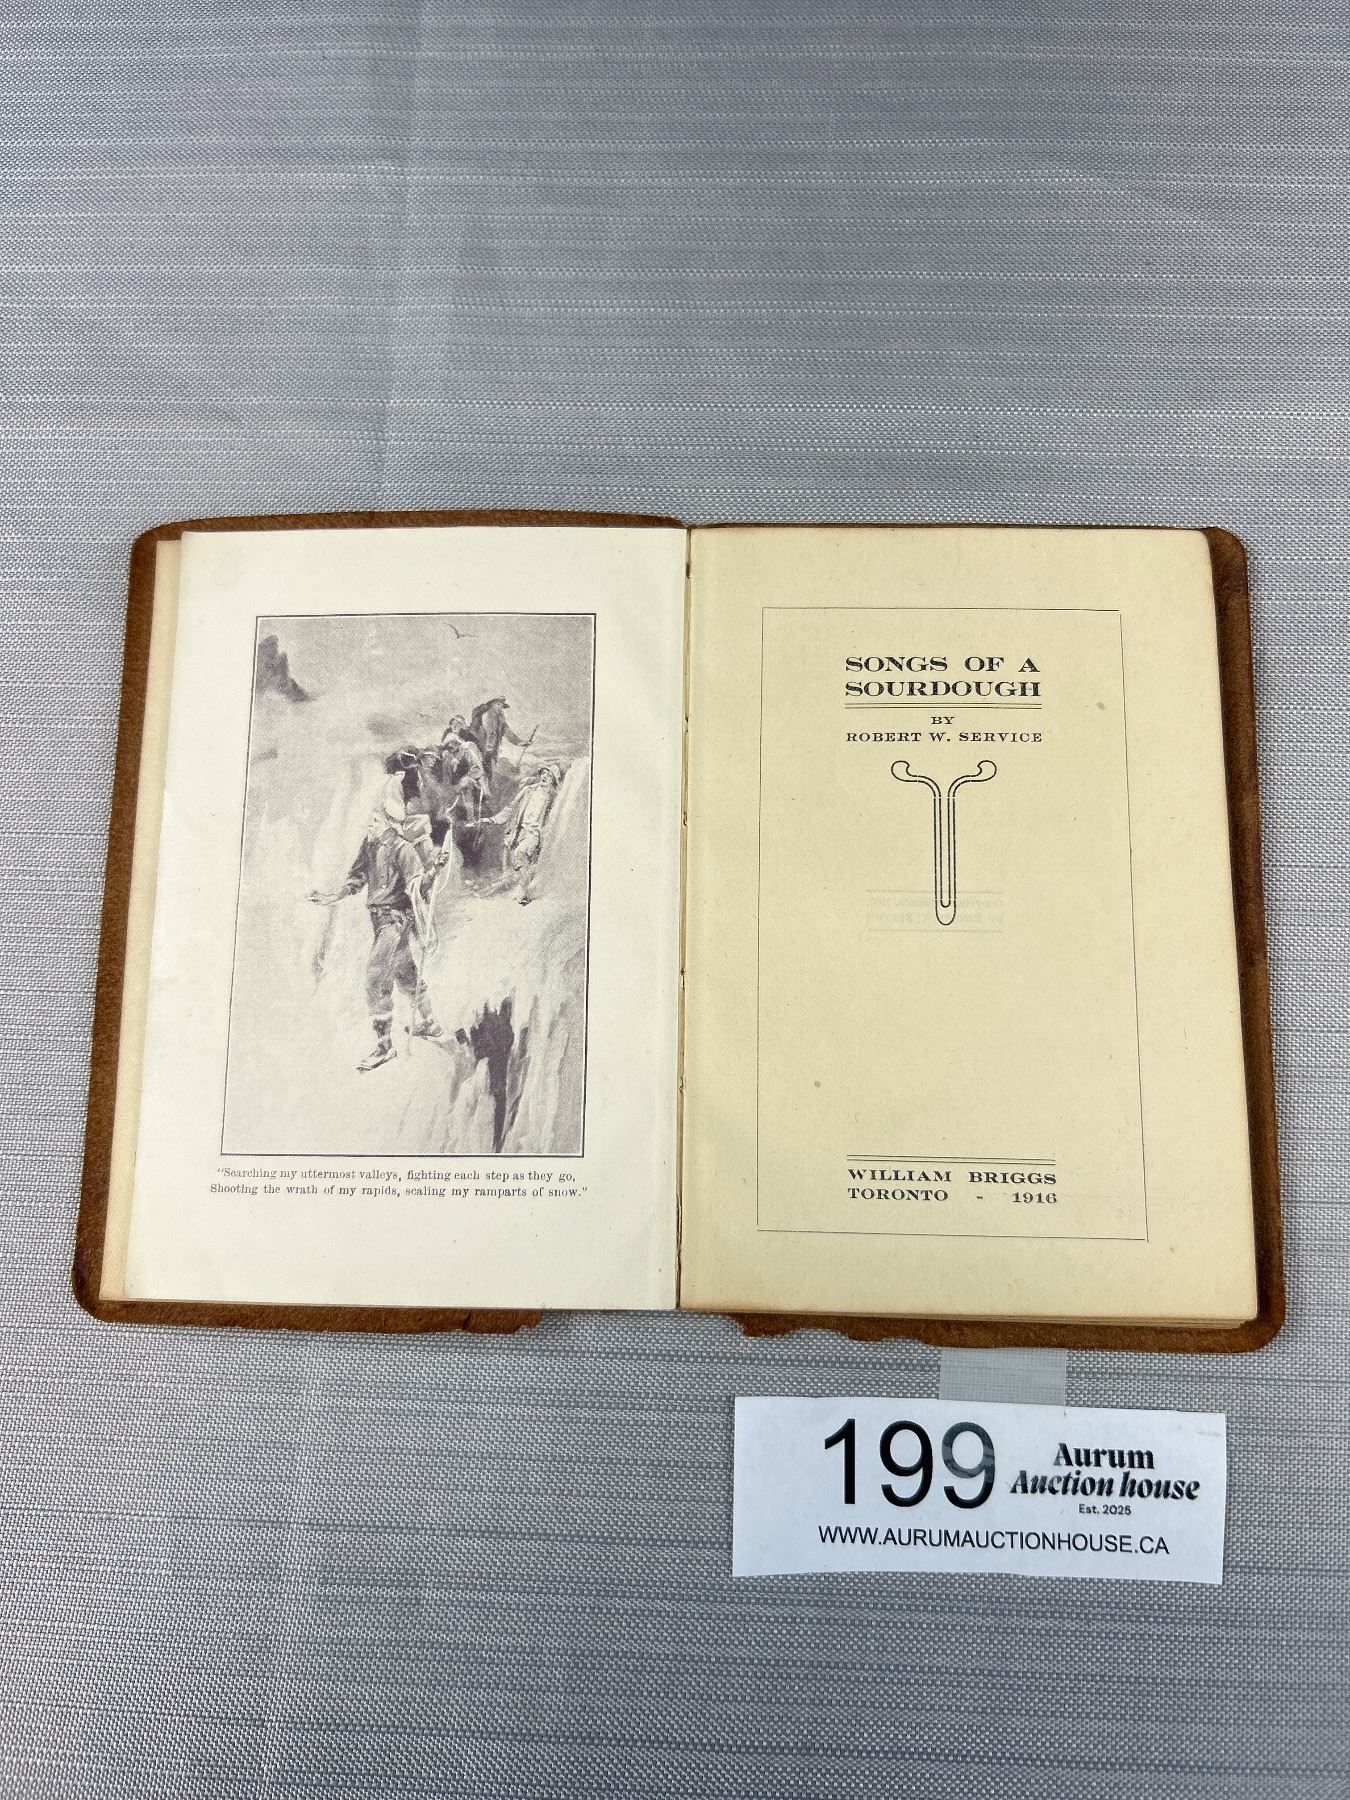 "Searching my uttermost valleys, fighting each step as they go,
Shooting the wrath of my rapids, scaling my ramparts of snow."
SONGS OF A
SOURDOUGH
BY
ROBERT W. SERVICE
WILLIAM BRIGGS
TORONTO - 1916
199
Aurum
Auction house
Est. 2025
WWW.AURUMAUCTIONHOUSE.CA